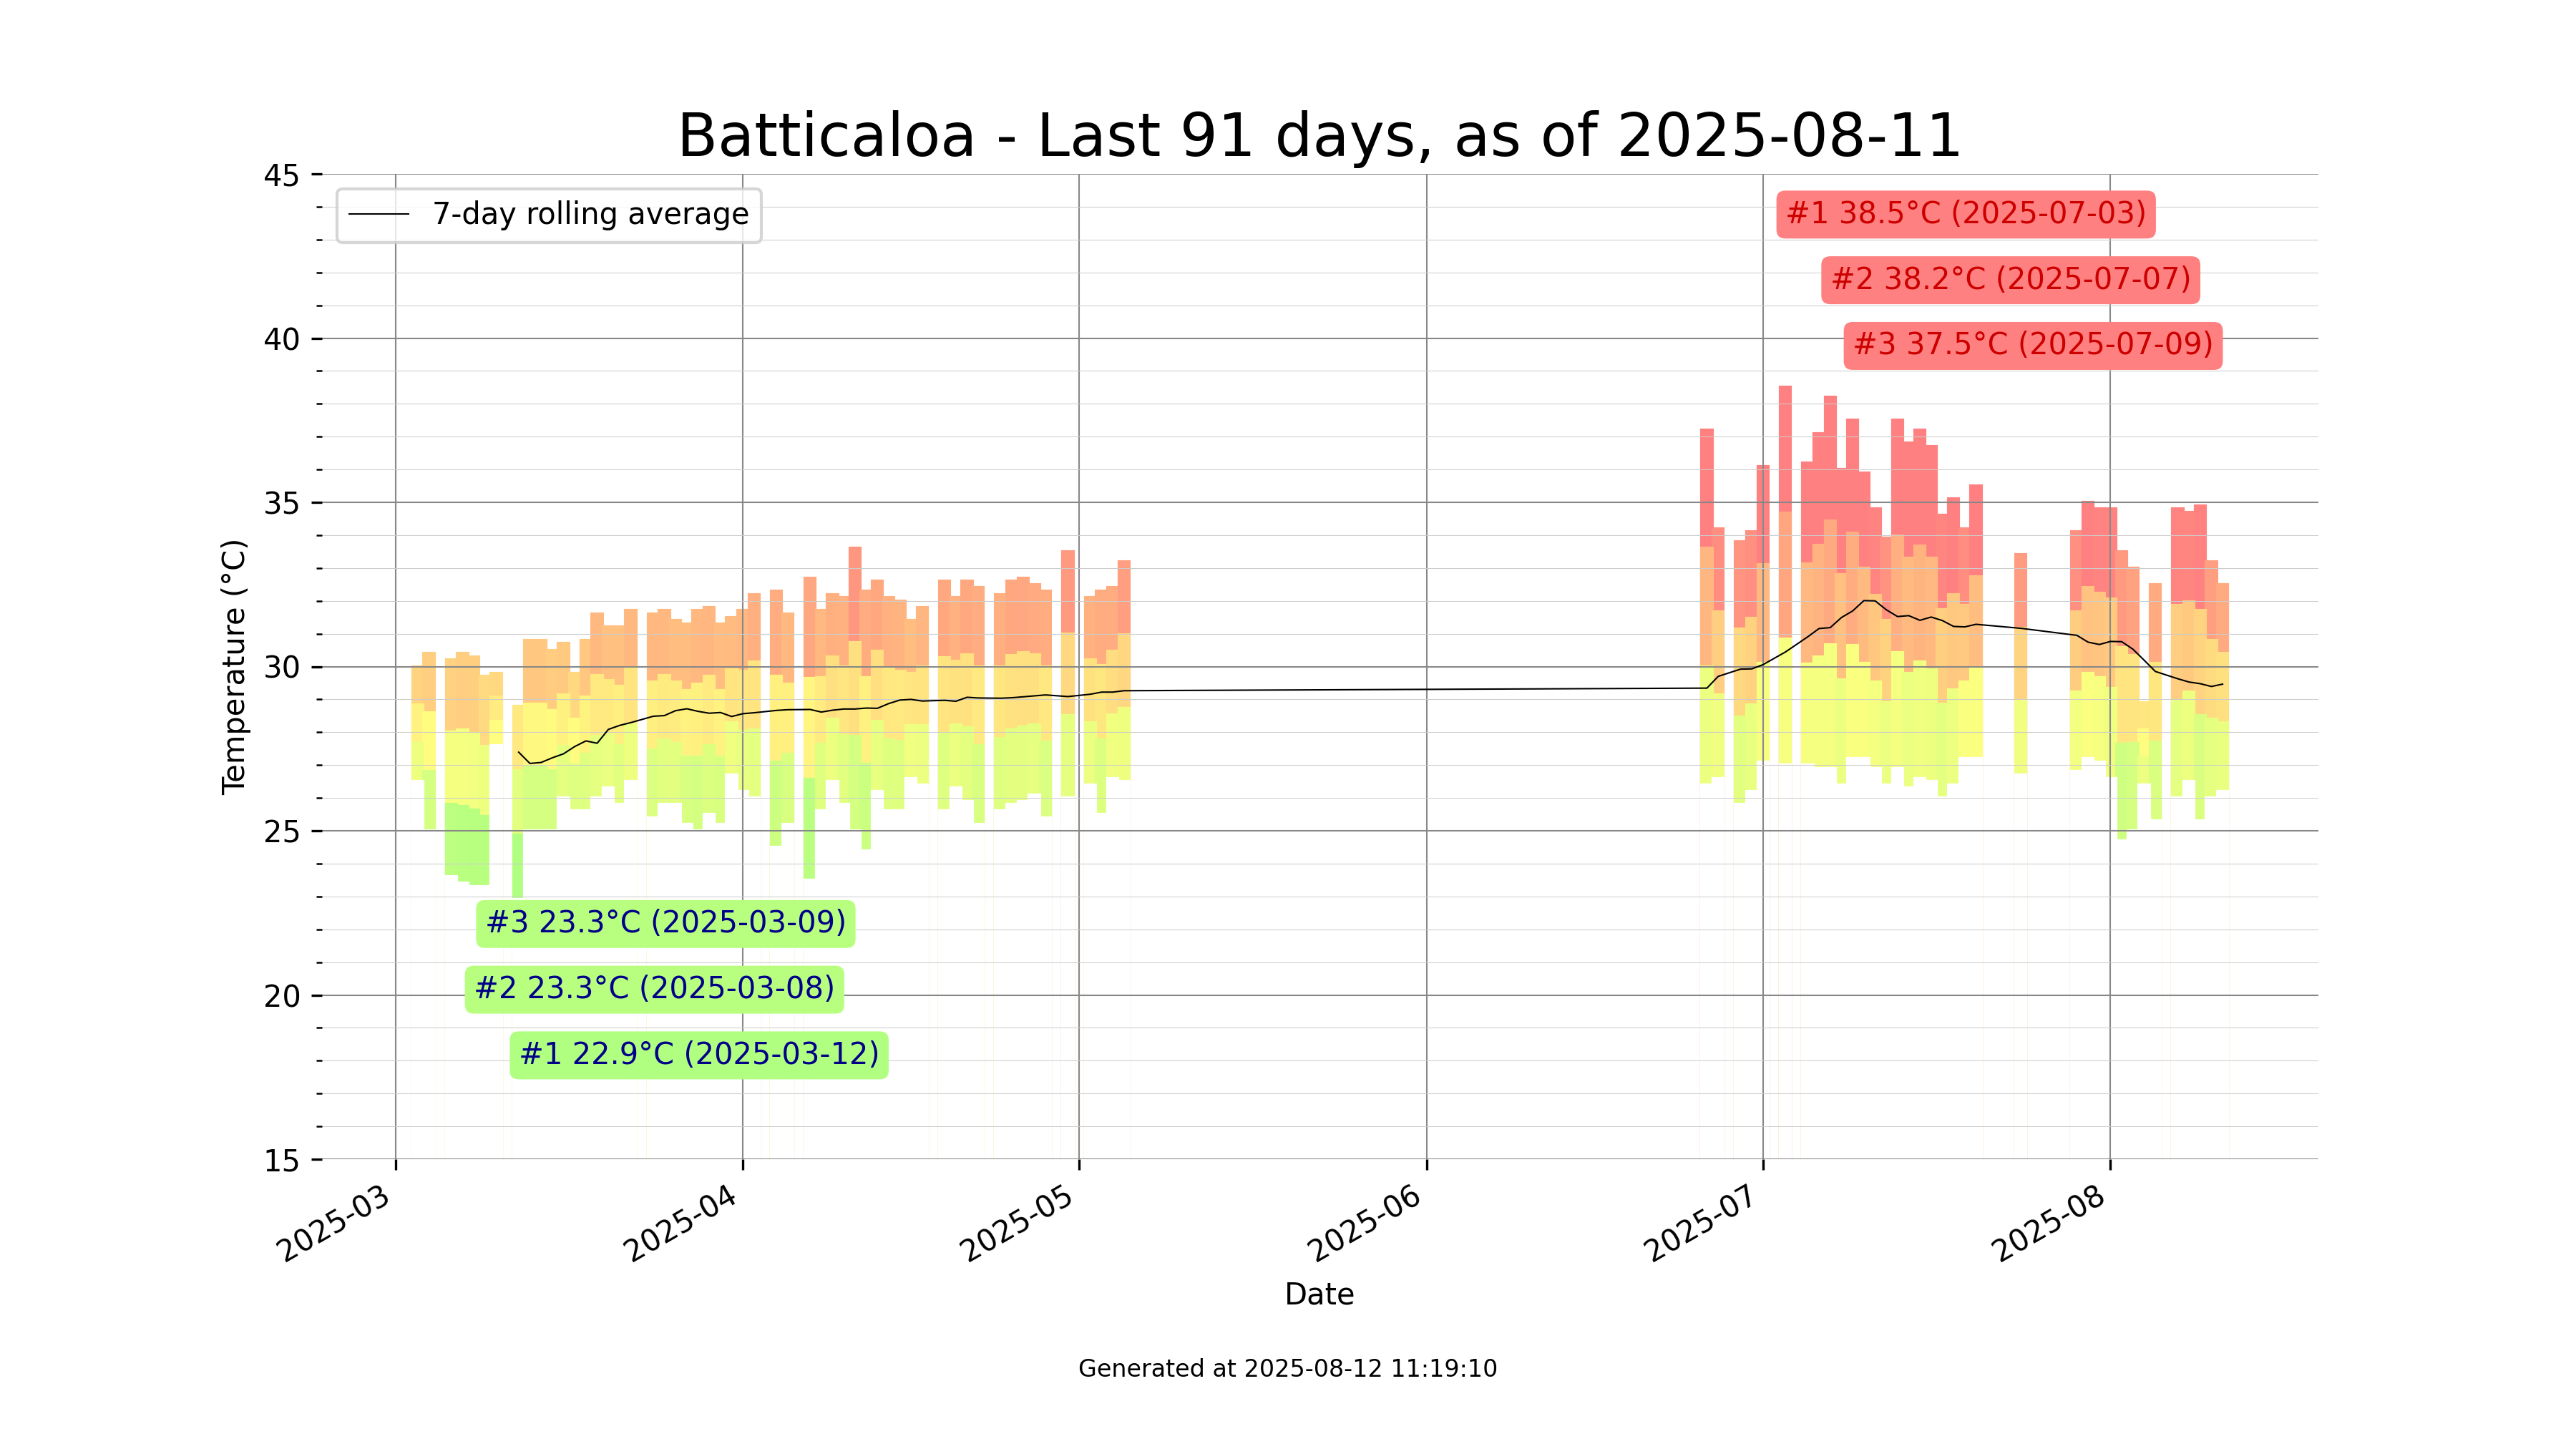 Batticaloa - Last 91 days, as of 2025-08-11
7-day rolling average
#1 38.5°C (2025-07-03)
#2 38.2°C (2025-07-07)
#3 37.5°C (2025-07-09)
45
40
35
30
25
20
15
Temperature (°C)
#3 23.3°C (2025-03-09)
#2 23.3°C (2025-03-08)
#1 22.9°C (2025-03-12)
2025-03
2025-04
2025-05
2025-06
2025-07
2025-08
Date
Generated at 2025-08-12 11:19:10